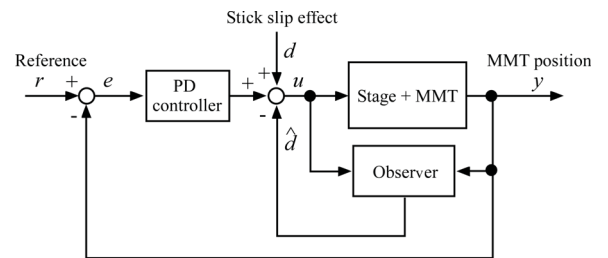 Stick slip effect
d
Reference
r
+
-
e
PD
controller
+
+
-
u
d̂
Stage + MMT
MMT position
y
Observer